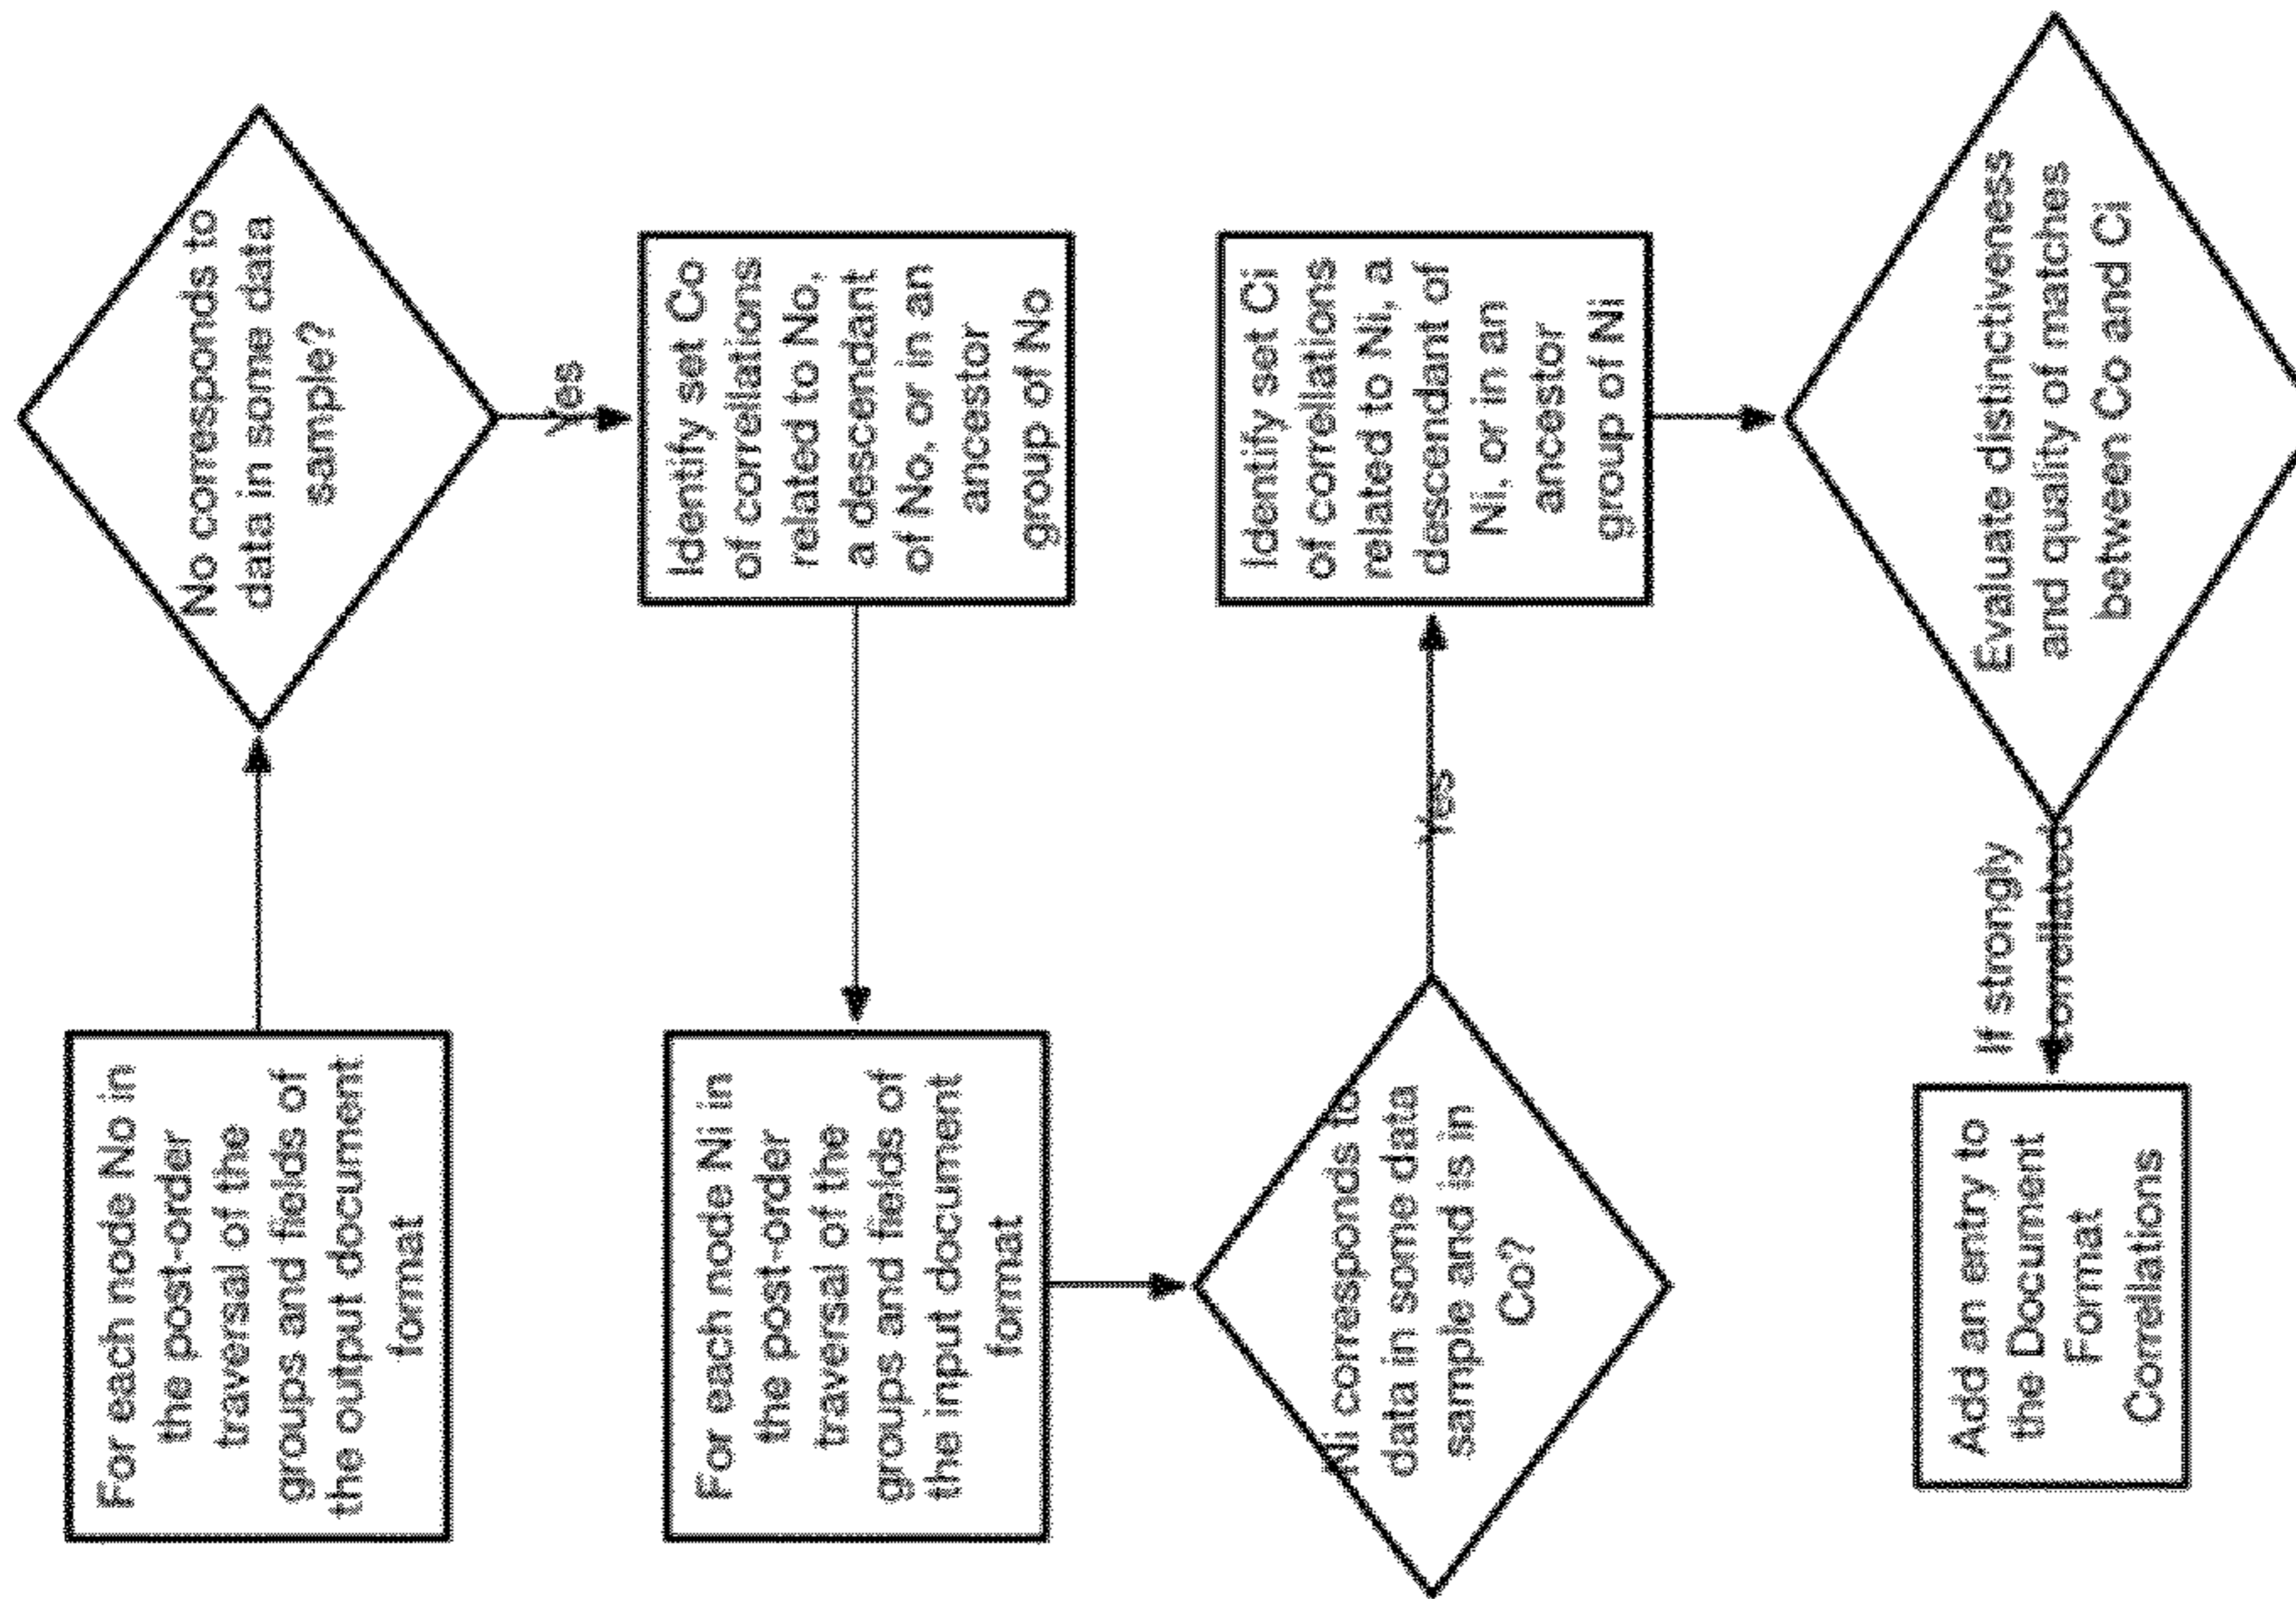 For each node No in
the post-order
traversal of the
groups and fields of
the output document
format
No corresponds to
data in some data
sample?
Yes
Identify set Co
of correllations
related to No,
a descendant
of No, or in an
ancestor
group of No
For each node Ni in
the post-order
traversal of the
groups and fields of
the input document
format
Ni corresponds to
data in some data
sample and is in
Co?
Yes
Identify set Ci
of correllations
related to Ni, a
descendant of
Ni, or in an
ancestor
group of Ni
Evaluate distinctiveness
and quality of matches
between Co and Ci
If strongly
correllated
Add an entry to
the Document
Format
Correllations